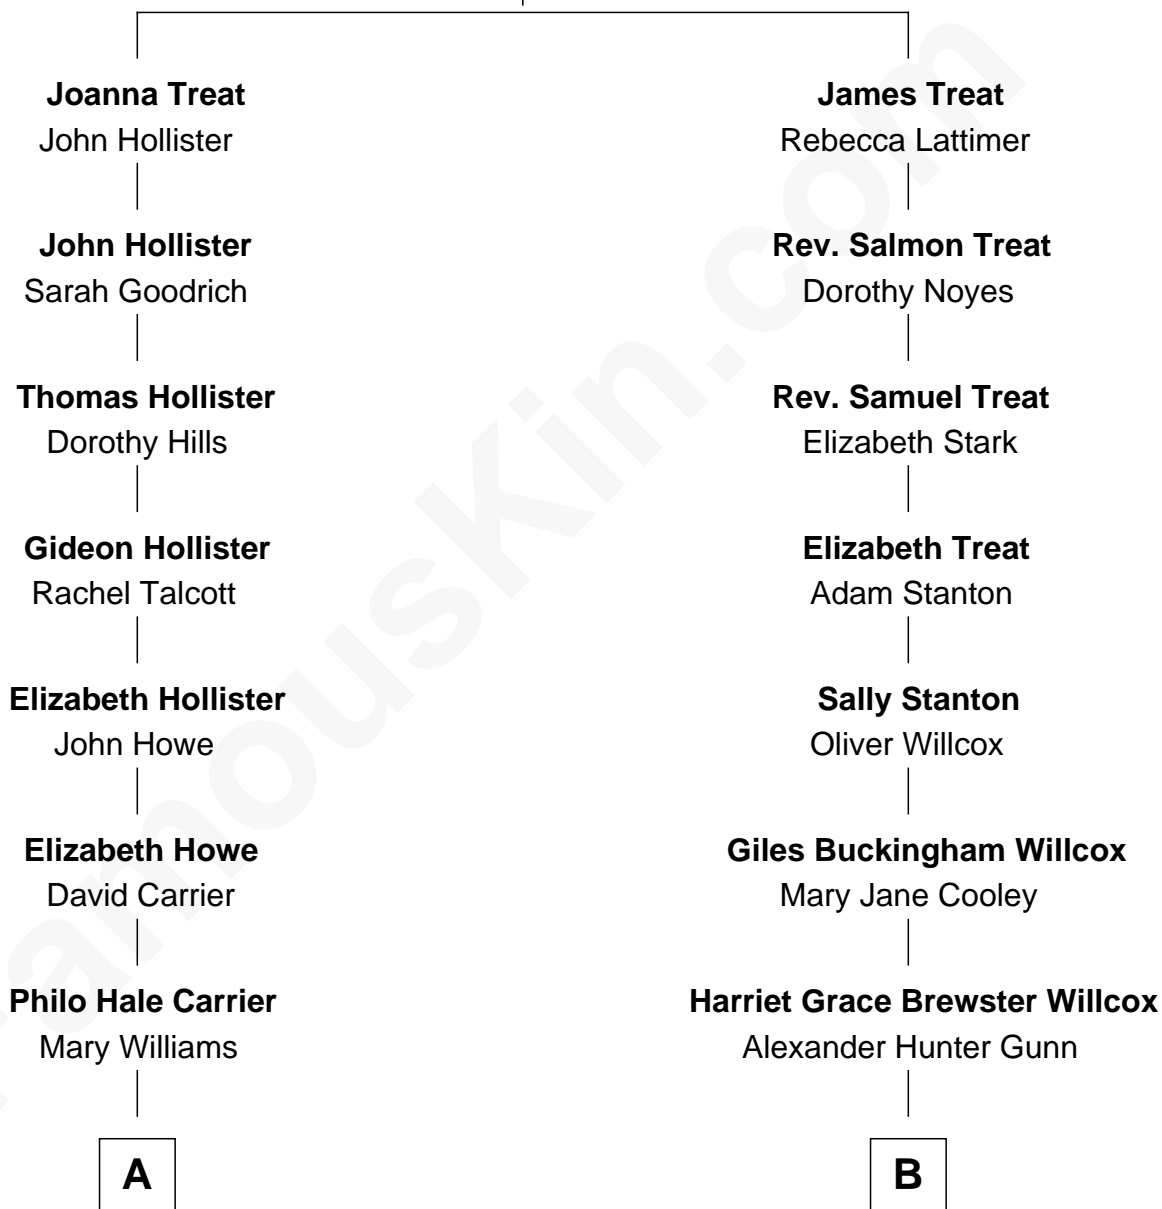 Joanna Treat
John Hollister
John Hollister
Sarah Goodrich
Thomas Hollister
Dorothy Hills
Gideon Hollister
Rachel Talcott
Elizabeth Hollister
John Howe
Elizabeth Howe
David Carrier
Philo Hale Carrier
Mary Williams
A
James Treat
Rebecca Lattimer
Rev. Salmon Treat
Dorothy Noyes
Rev. Samuel Treat
Elizabeth Stark
Elizabeth Treat
Adam Stanton
Sally Stanton
Oliver Willcox
Giles Buckingham Willcox
Mary Jane Cooley
Harriet Grace Brewster Willcox
Alexander Hunter Gunn
B
FamousKin.com